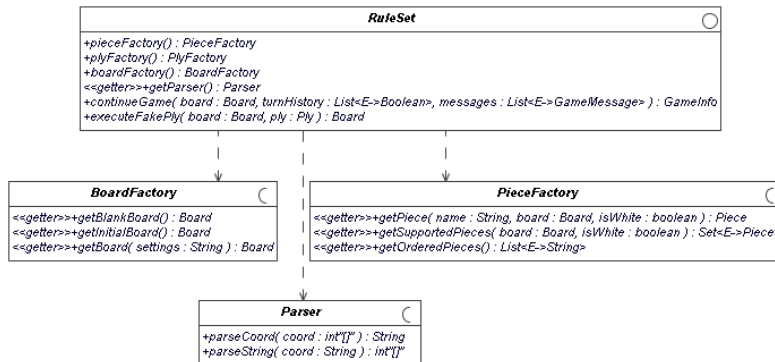 RuleSet
+pieceFactory() : PieceFactory
+plyFactory() : PlyFactory
+boardFactory() : BoardFactory
<<getter>>+getParser() : Parser
+continueGame( board : Board, turnHistory : List<E->Boolean>, messages : List<E->GameMessage> ) : GameInfo
+executeFakePly( board : Board, ply : Ply ) : Board
BoardFactory
<<getter>>+getBlankBoard() : Board
<<getter>>+getInitialBoard() : Board
<<getter>>+getBoard( settings : String ) : Board
PieceFactory
<<getter>>+getPiece( name : String, board : Board, isWhite : boolean ) : Piece
<<getter>>+getSupportedPieces( board : Board, isWhite : boolean ) : Set<E->Piece
<<getter>>+getOrderedPieces() : List<E->String>
Parser
+parseCoord( coord : int"[]" ) : String
+parseString( coord : String ) : int"[]"